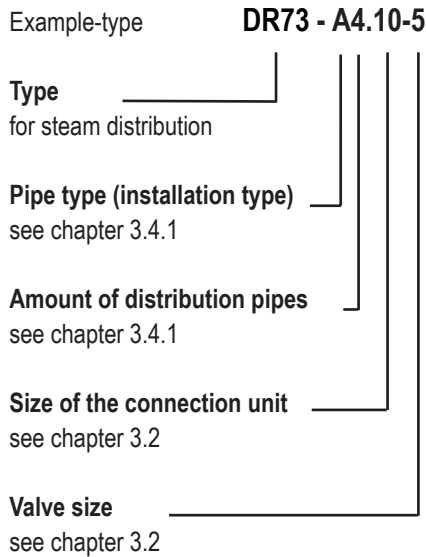 Example-type DR73 - A4.10-5
Type
for steam distribution
Pipe type (installation type)
see chapter 3.4.1
Amount of distribution pipes
see chapter 3.4.1
Size of the connection unit
see chapter 3.2
Valve size
see chapter 3.2